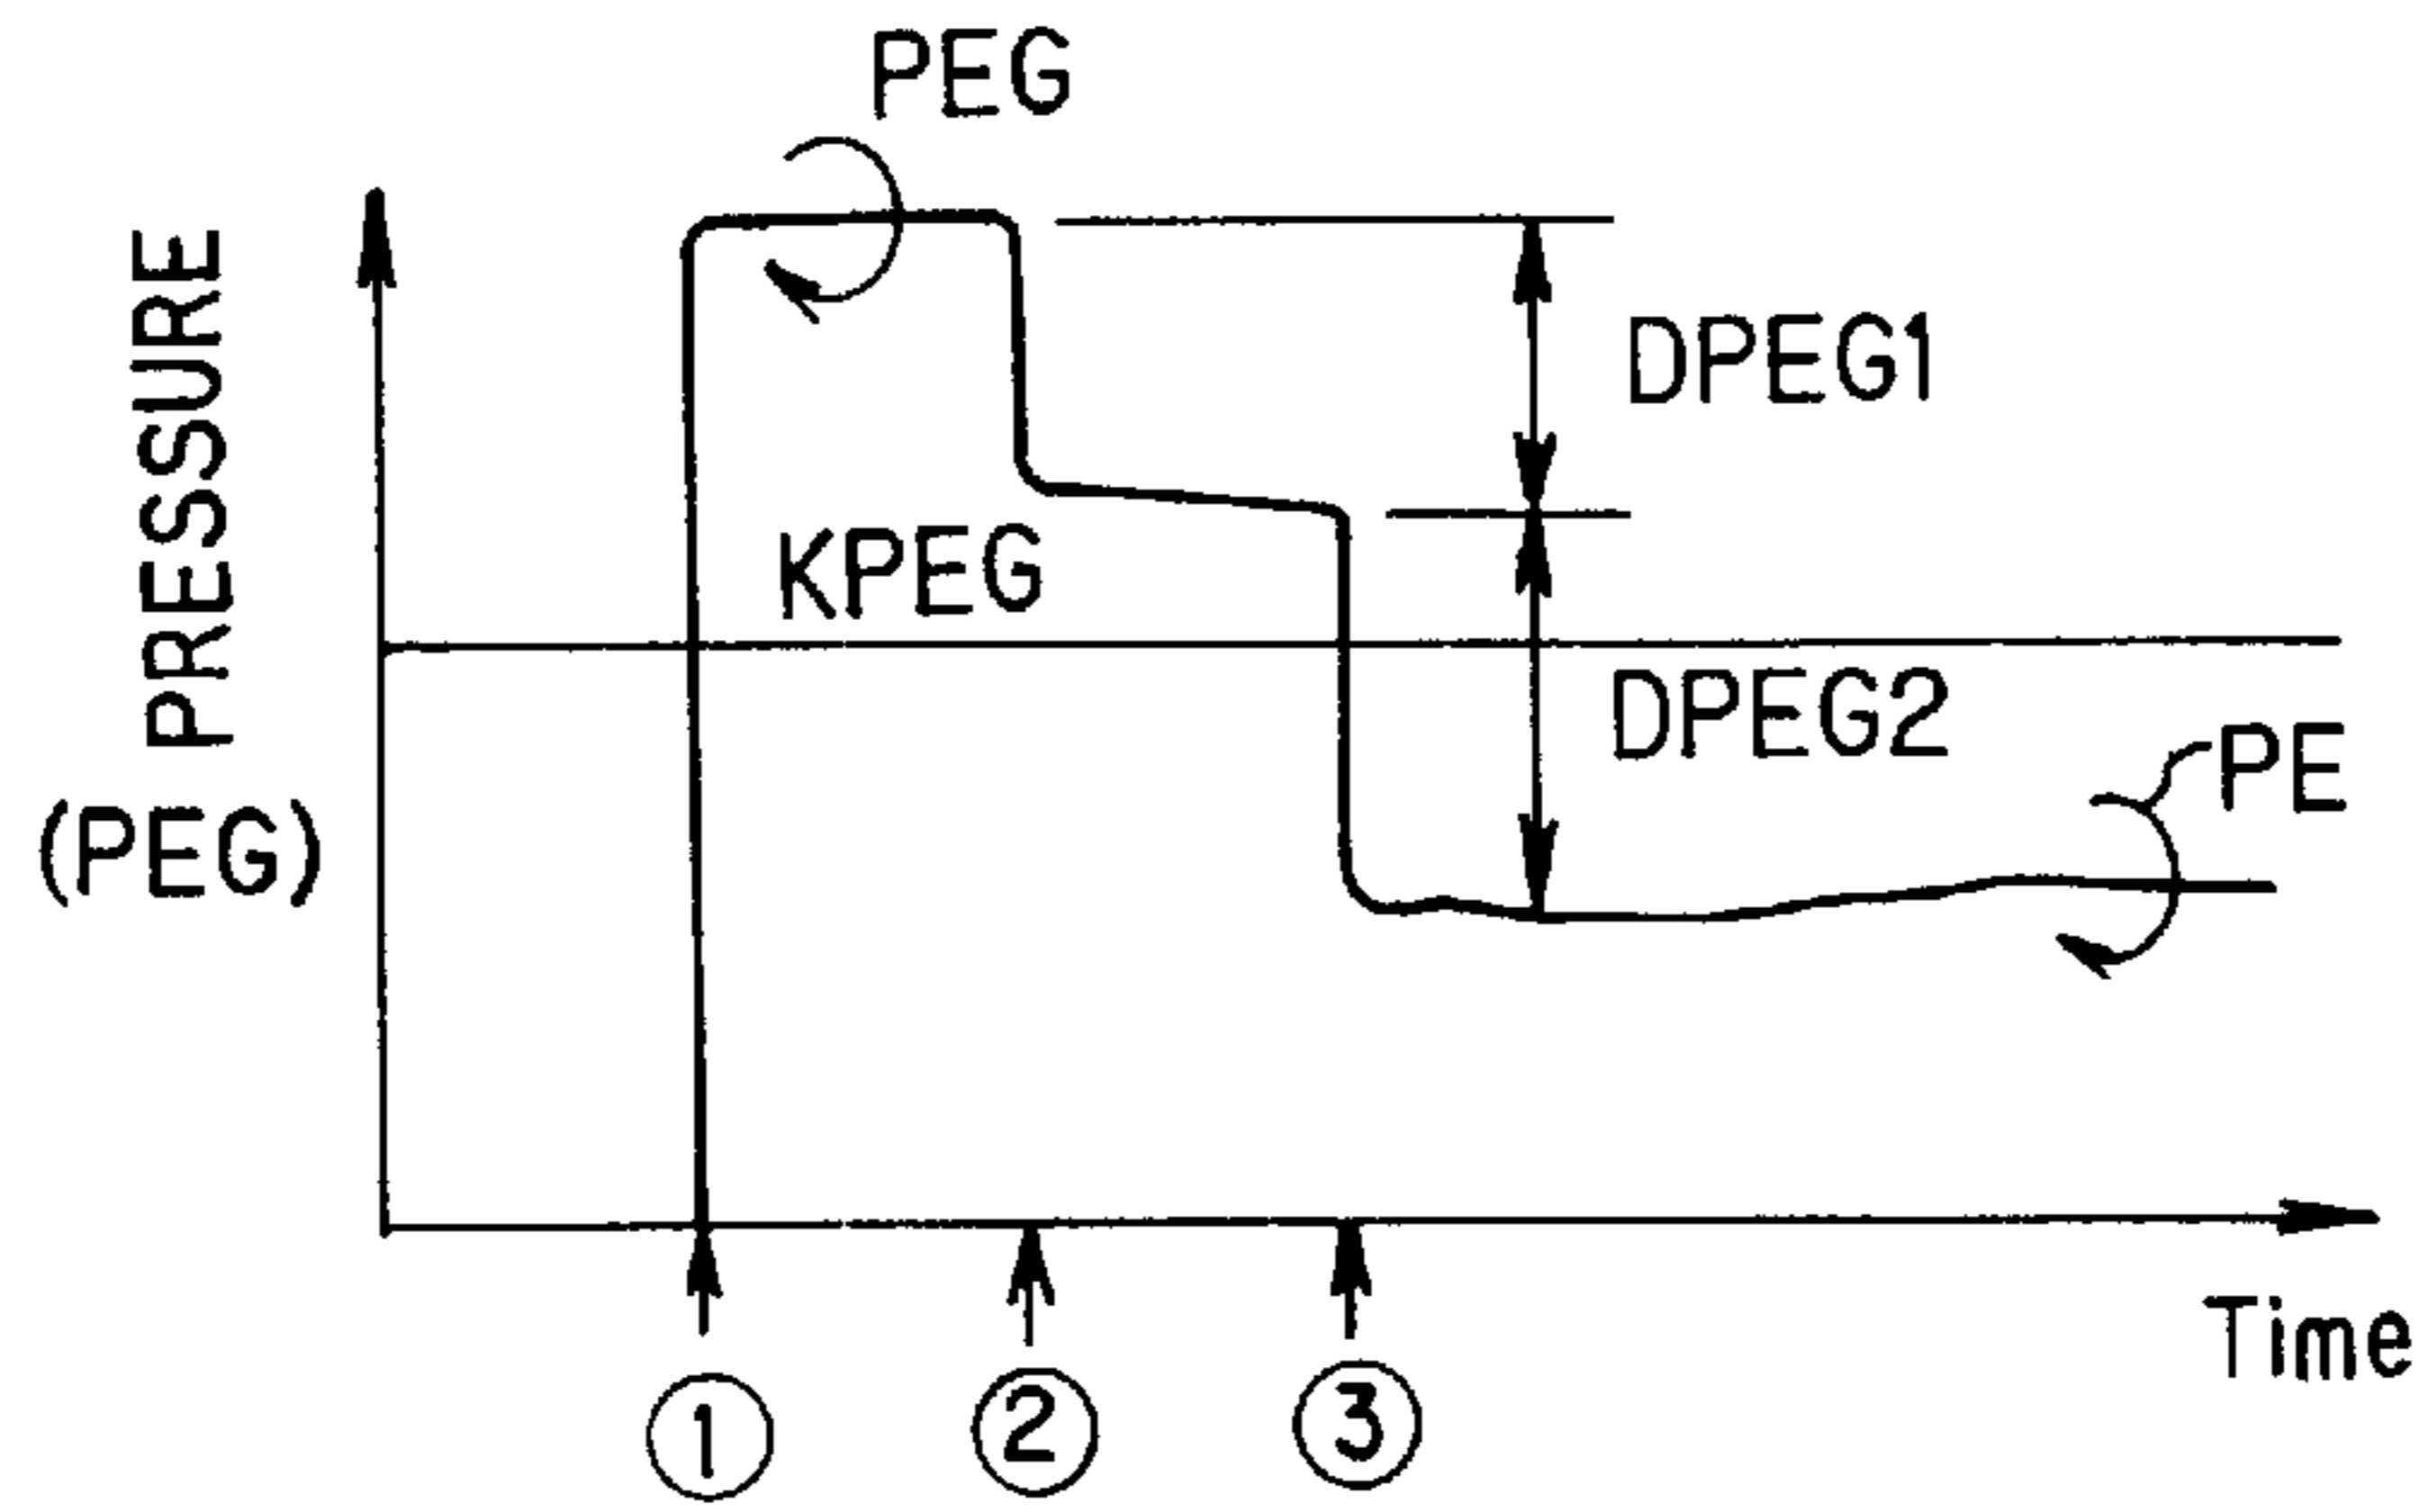 PEG
PRESSURE
(PEG)
DPEG1
KPEG
DPEG2
PE
Time
1
2
3